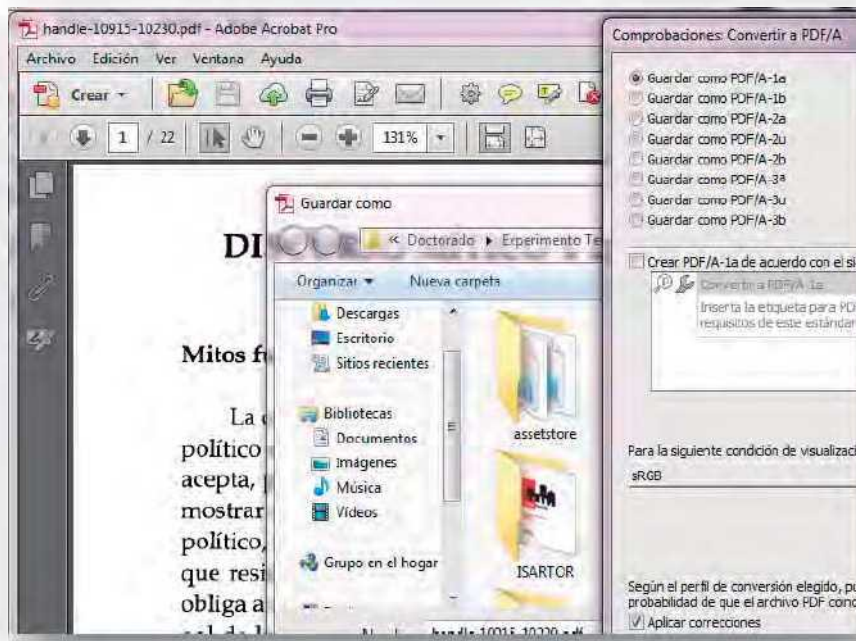 handle-10915-10230.pdf - Adobe Acrobat Pro
Archivo Edición Ver Ventana Ayuda
Crear
1 / 22
131%
DI
Mitos f
La
político
acepta,
mostrar
político,
que resi
obliga a
Guardar como
« Doctorado Experimento Te
Organizar Nueva carpeta
Descargas
Escritorio
Sitios recientes
Bibliotecas
Documentos
Imágenes
Música
Vídeos
Grupo en el hogar
assetstore
ISARTOR
handle-10915-10230.pdf
Comprobaciones: Convertir a PDF/A
Guardar como PDF/A-1a
Guardar como PDF/A-1b
Guardar como PDF/A-2a
Guardar como PDF/A-2u
Guardar como PDF/A-2b
Guardar como PDF/A-3ª
Guardar como PDF/A-3u
Guardar como PDF/A-3b
Crear PDF/A-1a de acuerdo con el si
Convertir a PDF/A-1a
Inserta la etiqueta para PD
requisitos de este estándar
Para la siguiente condición de visualizaci
sRGB
Según el perfil de conversión elegido, pu
probabilidad de que el archivo PDF conc
Aplicar correcciones